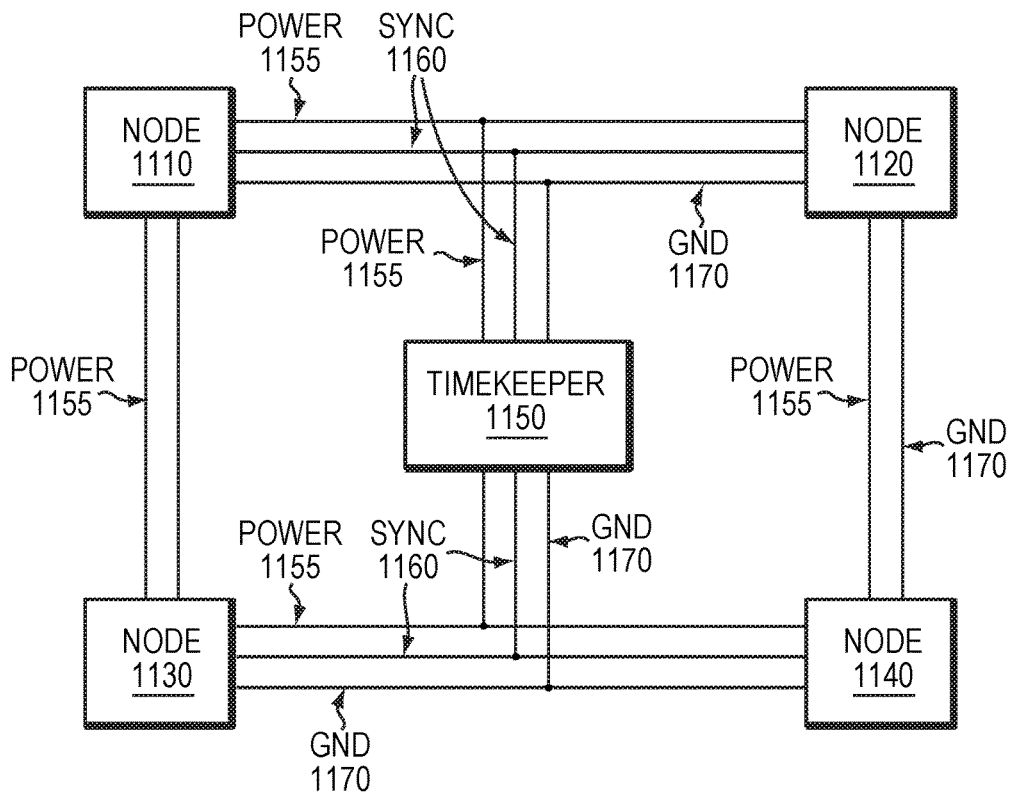 POWER
1155
SYNC
1160
NODE
1110
NODE
1120
POWER
1155
GND
1170
POWER
1155
TIMEKEEPER
1150
POWER
1155
GND
1170
POWER
1155
SYNC
1160
GND
1170
NODE
1130
NODE
1140
GND
1170